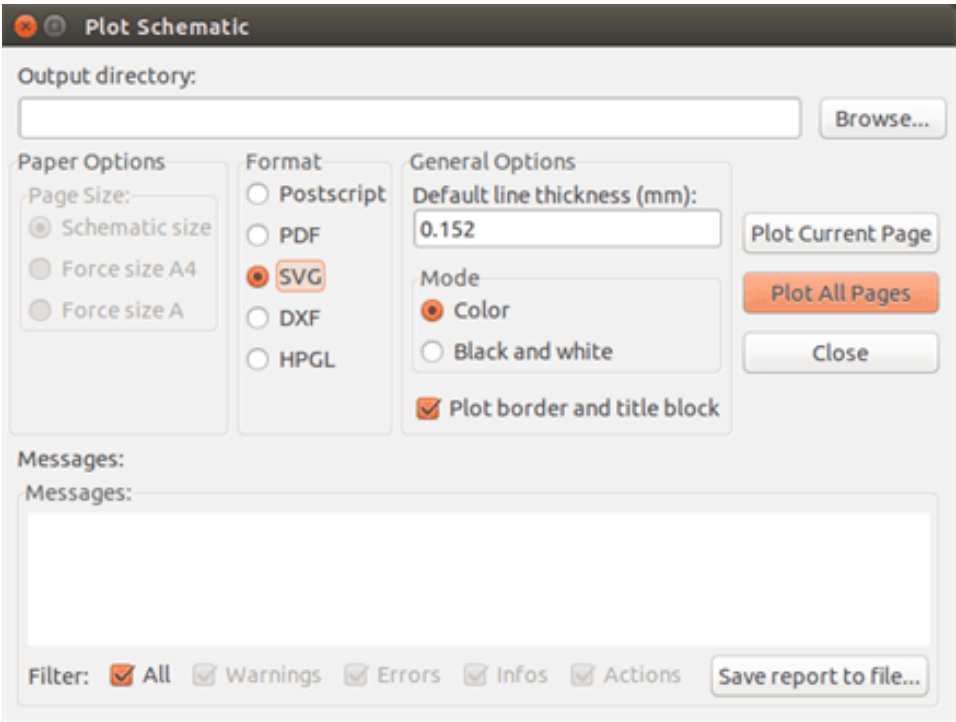 Plot Schematic
Output directory:
Browse...
Paper Options
Page Size:
Schematic size
Force size A4
Force size A
Format
Postscript
PDF
SVG
DXF
HPGL
General Options
Default line thickness (mm):
0.152
Mode
Color
Black and white
Plot border and title block
Plot Current Page
Plot All Pages
Close
Messages:
Messages:
Filter: All Warnings Errors Infos Actions Save report to file...